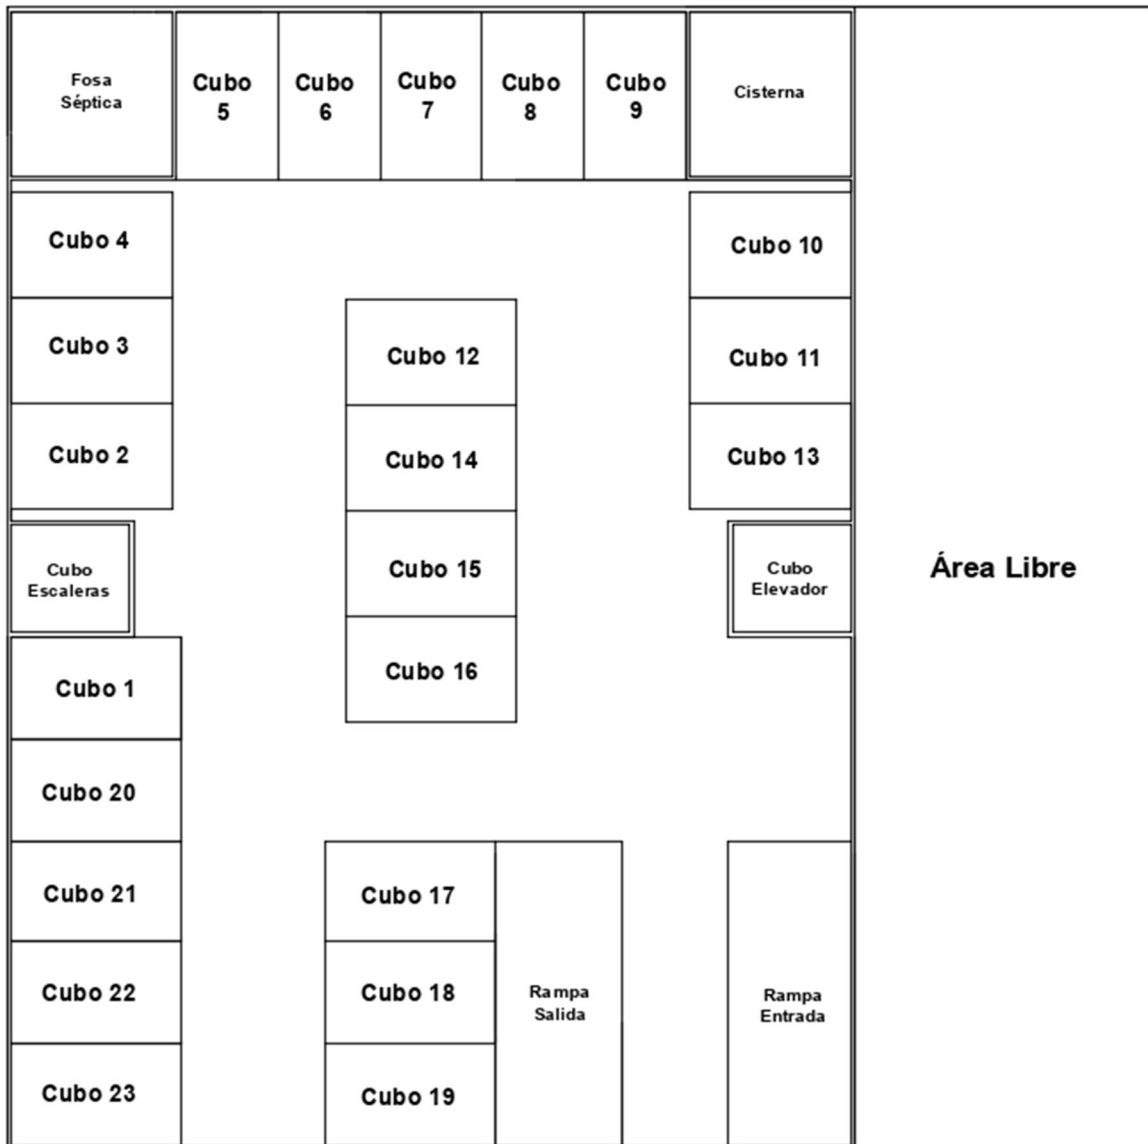 Fosa
Séptica
Cubo
5
Cubo
6
Cubo
7
Cubo
8
Cubo
9
Cisterna
Cubo 4
Cubo 10
Cubo 3
Cubo 12
Cubo 11
Cubo 2
Cubo 14
Cubo 13
Cubo
Escaleras
Cubo 15
Cubo
Elevador
Área Libre
Cubo 1
Cubo 16
Cubo 20
Cubo 21
Cubo 17
Cubo 22
Cubo 18
Rampa
Salida
Rampa
Entrada
Cubo 23
Cubo 19